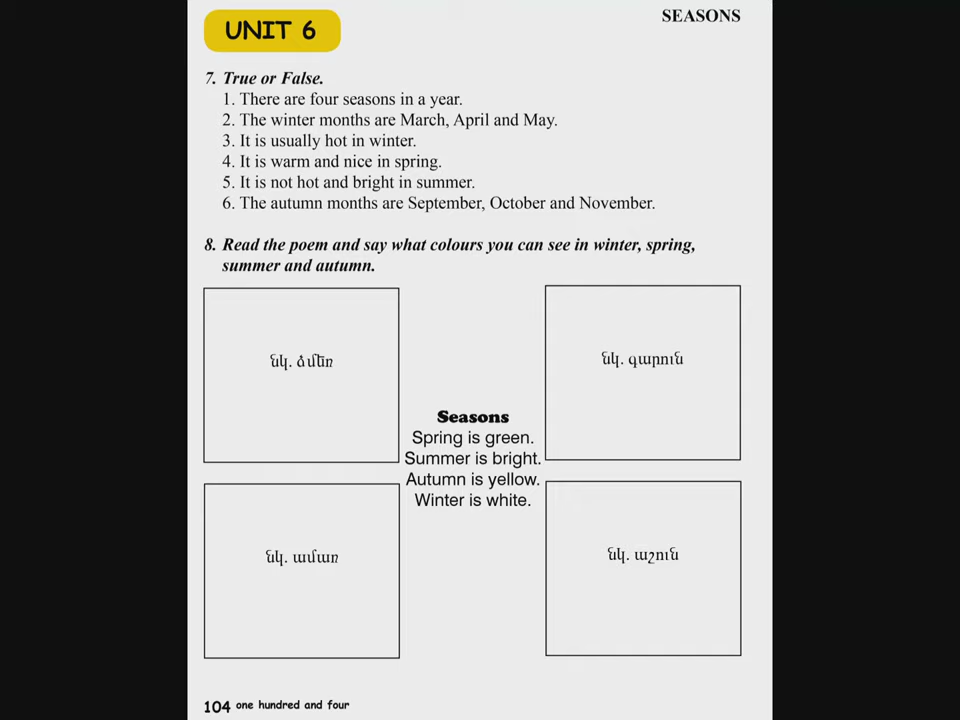 UNIT 6
SEASONS
7. True or False.
1. There are four seasons in a year.
2. The winter months are March, April and May.
3. It is usually hot in winter.
4. It is warm and nice in spring.
5. It is not hot and bright in summer.
6. The autumn months are September, October and November.
8. Read the poem and say what colours you can see in winter, spring,
summer and autumn.
նկ. ձմեռ
նկ. գարուն
Seasons
Spring is green.
Summer is bright.
Autumn is yellow.
Winter is white.
նկ. ամառ
նկ. աշուն
104 one hundred and four